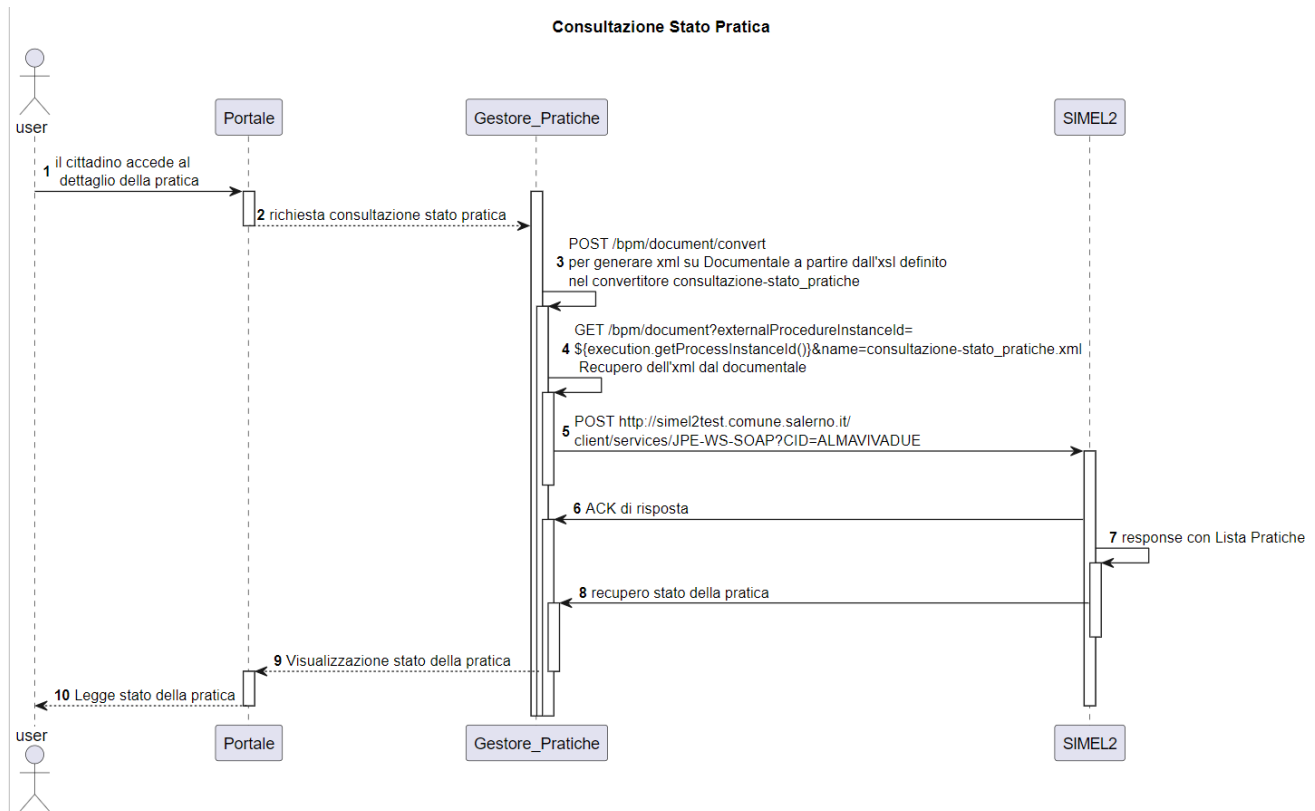 Consultazione Stato Pratica
user
Portale
Gestore_Pratiche
SIMEL2
1 il cittadino accede al
dettaglio della pratica
2 richiesta consultazione stato pratica
POST /bpm/document/convert
3 per generare xml su Documentale a partire dall'xsl definito
nel convertitore consultazione-stato_pratiche
GET /bpm/document?externalProcedureInstanceId=
4 ${execution.getProcessInstanceId()}&name=consultazione-stato_pratiche.xml
Recupero dell'xml dal documentale
5 POST http://simel2test.comune.salerno.it/
client/services/JPE-WS-SOAP?CID=ALMAVIVADUE
6 ACK di risposta
7 response con Lista Pratiche
8 recupero stato della pratica
9 Visualizzazione stato della pratica
10 Legge stato della pratica
user
Portale
Gestore_Pratiche
SIMEL2